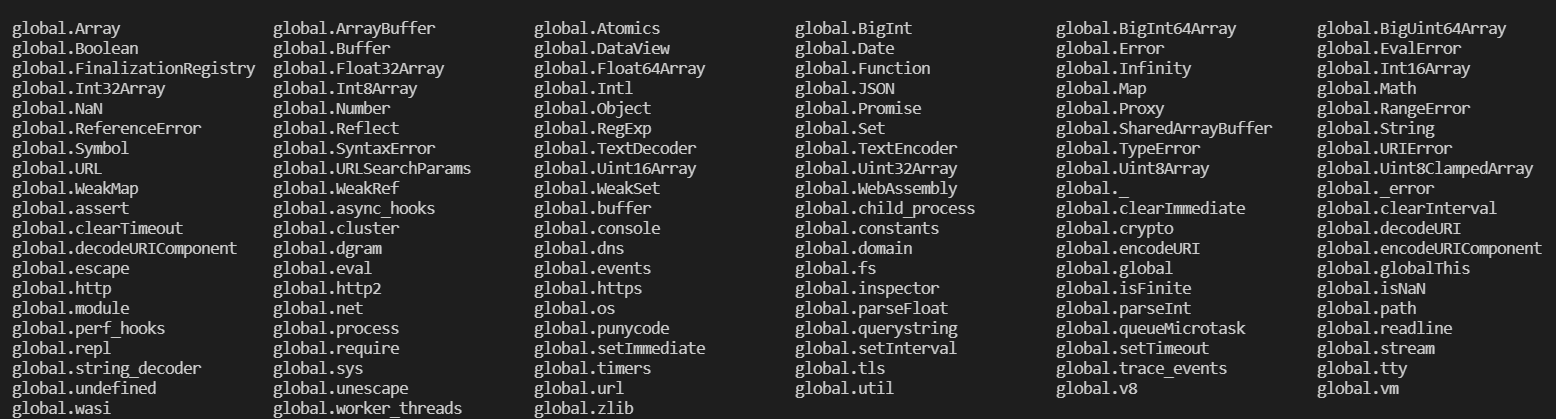 global.Array global.ArrayBuffer global.Atomics global.BigInt global.BigInt64Array global.BigUint64Array
global.Boolean global.Buffer global.DataView global.Date global.Error global.EvalError
global.FinalizationRegistry global.Float32Array global.Float64Array global.Function global.Infinity global.Int16Array
global.Int32Array global.Int8Array global.Intl global.JSON global.Map global.Math
global.NaN global.Number global.Object global.Promise global.Proxy global.RangeError
global.ReferenceError global.Reflect global.RegExp global.Set global.SharedArrayBuffer global.String
global.Symbol global.SyntaxError global.TextDecoder global.TextEncoder global.TypeError global.URIError
global.URL global.URLSearchParams global.Uint16Array global.Uint32Array global.Uint8Array global.Uint8ClampedArray
global.WeakMap global.WeakRef global.WeakSet global.WebAssembly global._ global._error
global.assert global.async_hooks global.buffer global.child_process global.clearImmediate global.clearInterval
global.clearTimeout global.cluster global.console global.constants global.crypto global.decodeURI
global.decodeURIComponent global.dgram global.dns global.domain global.encodeURI global.encodeURIComponent
global.escape global.eval global.events global.fs global.global global.globalThis
global.http global.http2 global.https global.inspector global.isFinite global.isNaN
global.module global.net global.os global.parseFloat global.parseInt global.path
global.perf_hooks global.process global.punycode global.querystring global.queueMicrotask global.readline
global.repl global.require global.setImmediate global.setInterval global.setTimeout global.stream
global.string_decoder global.sys global.timers global.tls global.trace_events global.tty
global.undefined global.unescape global.url global.util global.v8 global.vm
global.wasi global.worker_threads global.zlib